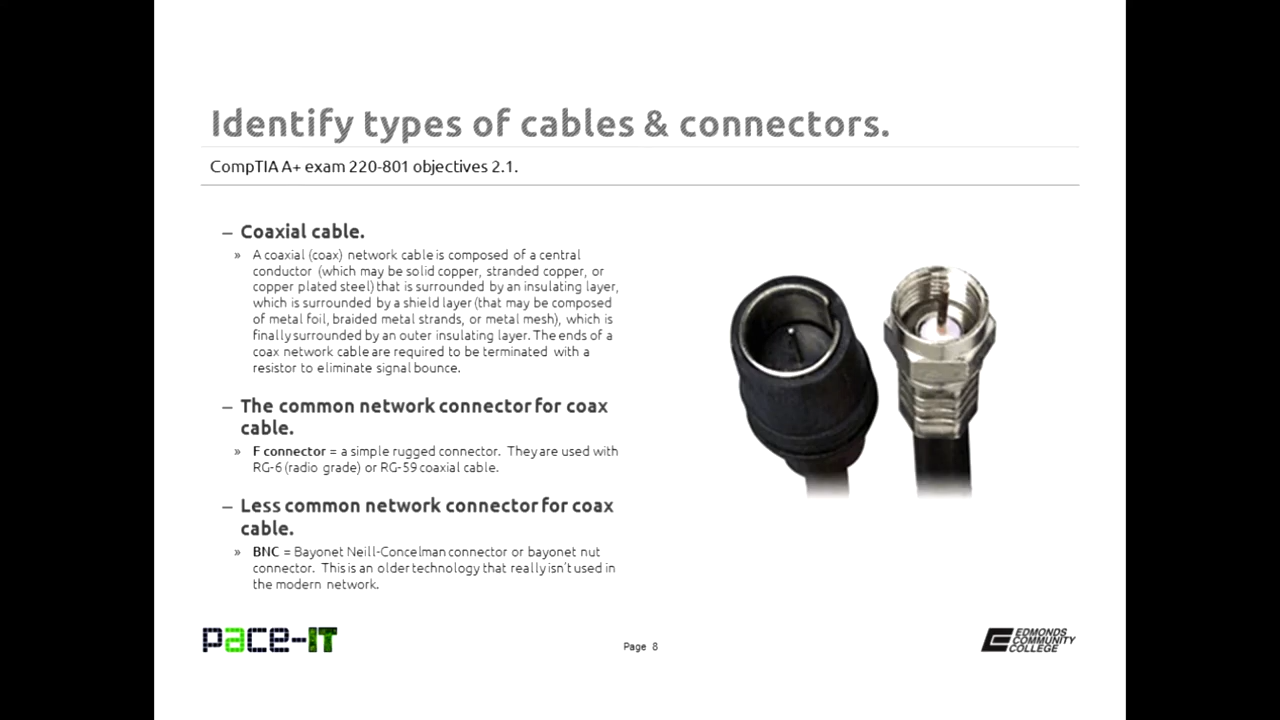 Identify types of cables & connectors.
CompTIA A+ exam 220-801 objectives 2.1.
– Coaxial cable.
» A coaxial (coax) network cable is composed of a central
conductor (which may be solid copper, stranded copper, or
copper plated steel) that is surrounded by an insulating layer,
which is surrounded by a shield layer (that may be composed
of metal foil, braided metal strands, or metal mesh), which is
finally surrounded by an outer insulating layer. The ends of a
coax network cable are required to be terminated with a
resistor to eliminate signal bounce.
– The common network connector for coax
cable.
» F connector = a simple rugged connector. They are used with
RG-6 (radio grade) or RG-59 coaxial cable.
– Less common network connector for coax
cable.
» BNC = Bayonet Neill-Concelman connector or bayonet nut
connector. This is an older technology that really isn't used in
the modern network.
pace-IT
Page 8
EDMONDS
COMMUNITY
COLLEGE